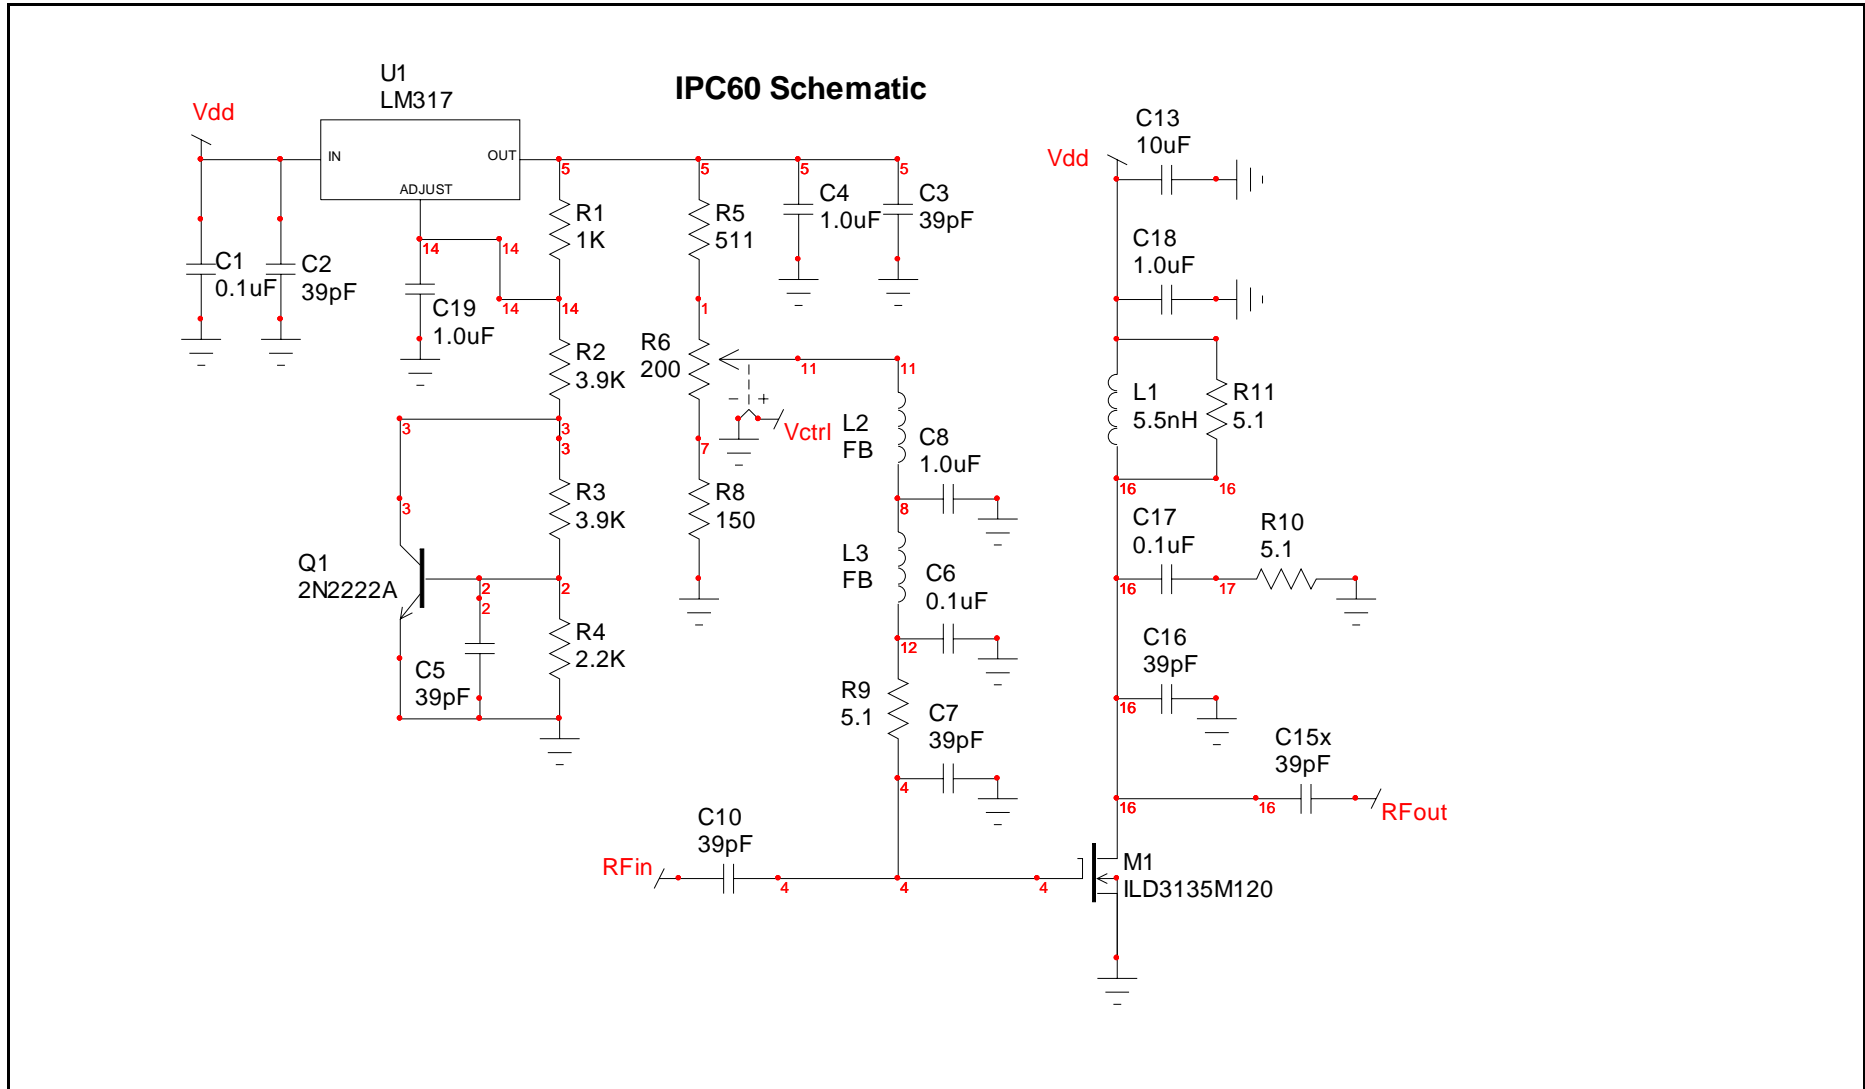 IPC60 Schematic
U1
LM317
Vdd
IN
OUT
ADJUST
C1
0.1uF
C2
39pF
14
14
14
14
C19
1.0uF
5
R1
1K
R2
3.9K
3
3
3
3
R3
3.9K
Q1
2N2222A
2
2
2
C5
39pF
R4
2.2K
5
R5
511
1
R6
200
- +
Vctrl
7
R8
150
5
C4
1.0uF
5
C3
39pF
11
11
L2
FB
C8
1.0uF
8
L3
FB
C6
0.1uF
12
R9
5.1
C7
39pF
4
C10
39pF
RFin
4
4
4
Vdd
C13
10uF
C18
1.0uF
L1
5.5nH
R11
5.1
16
16
C17
0.1uF
R10
5.1
16
17
C16
39pF
16
C15x
39pF
16
16
RFout
M1
ILD3135M120